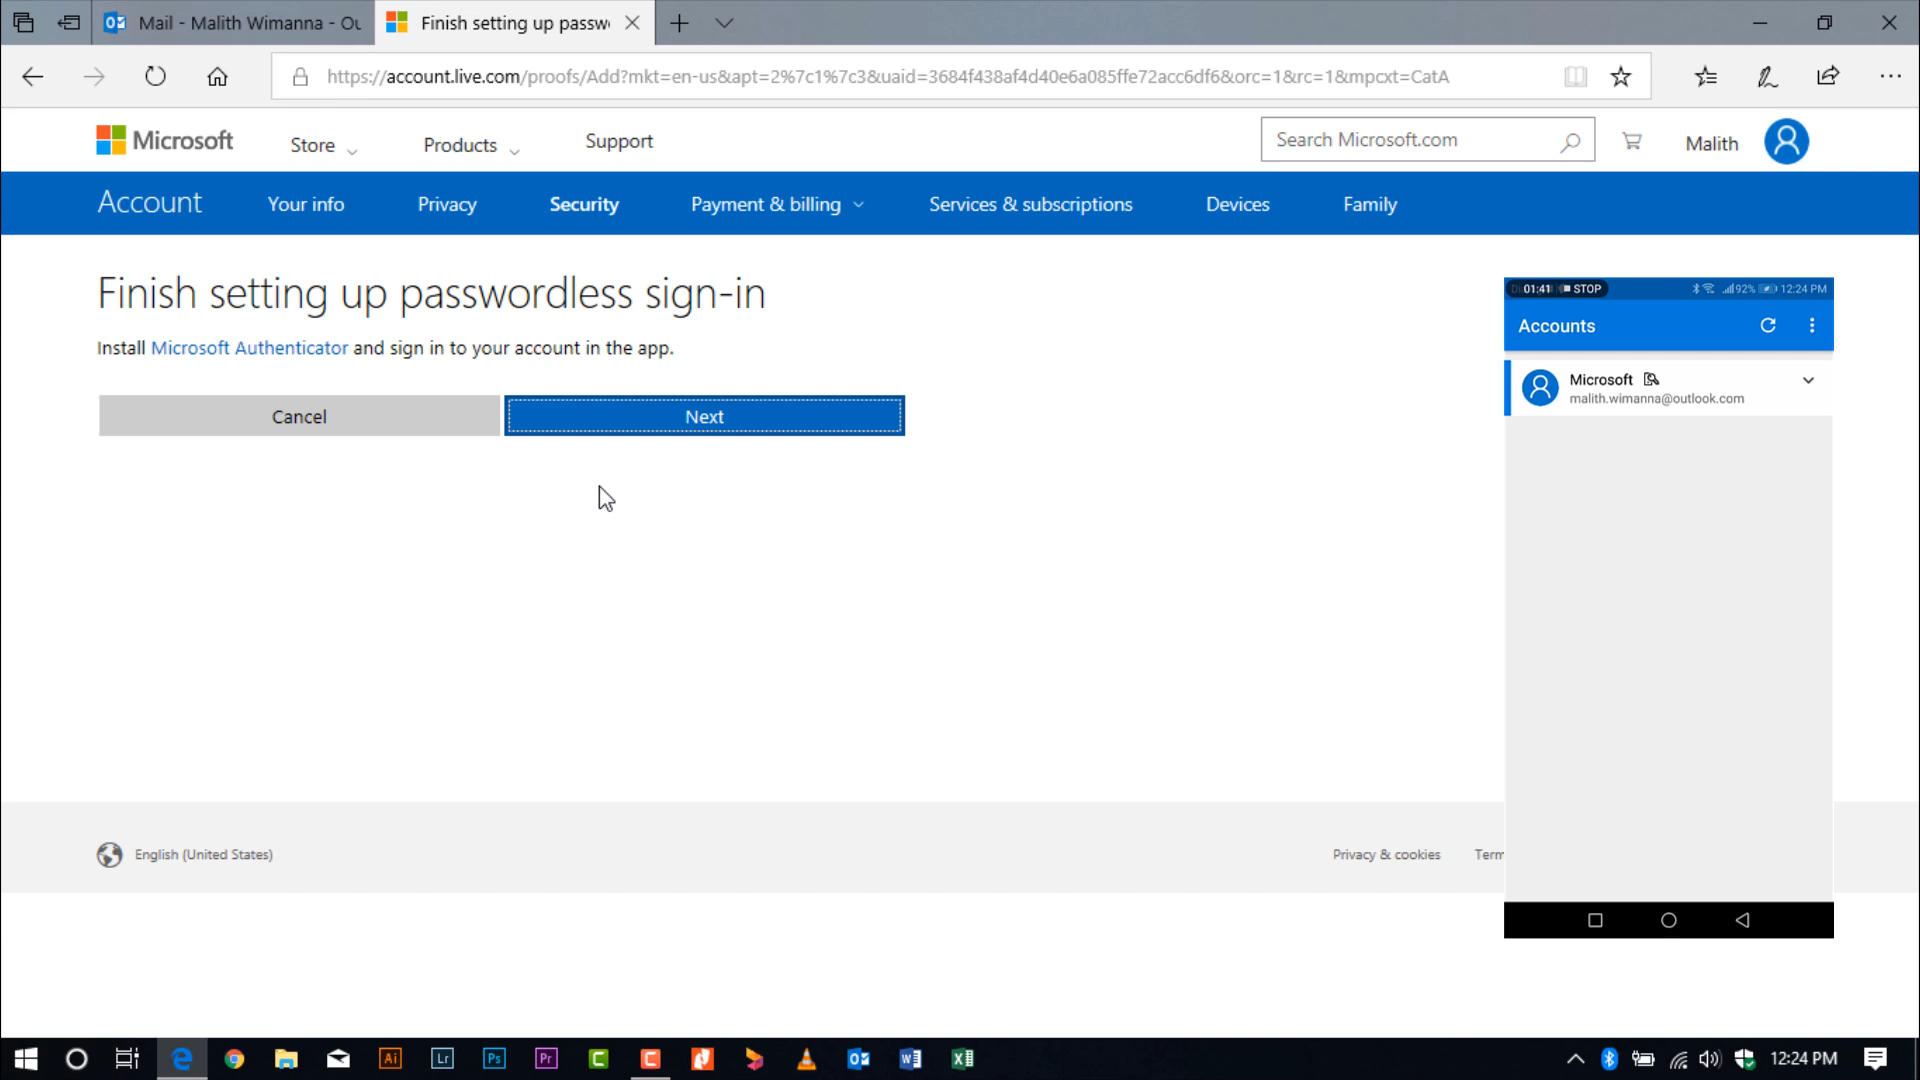 Mail - Malith Wimanna - Ou
Finish setting up passw
https://account.live.com/proofs/Add?mkt=en-us&apt=2%7c1%7c3&uaid=3684f438af4d40e6a085ffe72acc6df6&orc=1&rc=1&mpcxt=CatA
Microsoft
Store
Products
Support
Search Microsoft.com
Malith
Account
Your info
Privacy
Security
Payment & billing
Services & subscriptions
Devices
Family
Finish setting up passwordless sign-in
Install Microsoft Authenticator and sign in to your account in the app.
Cancel
Next
01:41 STOP
92% 12:24 PM
Accounts
Microsoft
malith.wimanna@outlook.com
English (United States)
Privacy & cookies
Term
Ai
Lr
Ps
Pr
12:24 PM